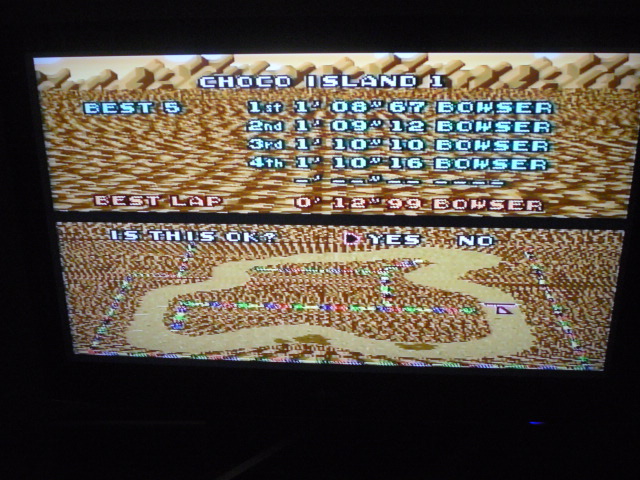 CHOCO ISLAND 1
BEST 5 1st 1'08"67 BOWSER
2nd 1'09"12 BOWSER
3rd 1'10"10 BOWSER
4th 1'10"16 BOWSER
-'--"-- ----
BEST LAP 0'12"99 BOWSER
IS THIS OK? YES NO